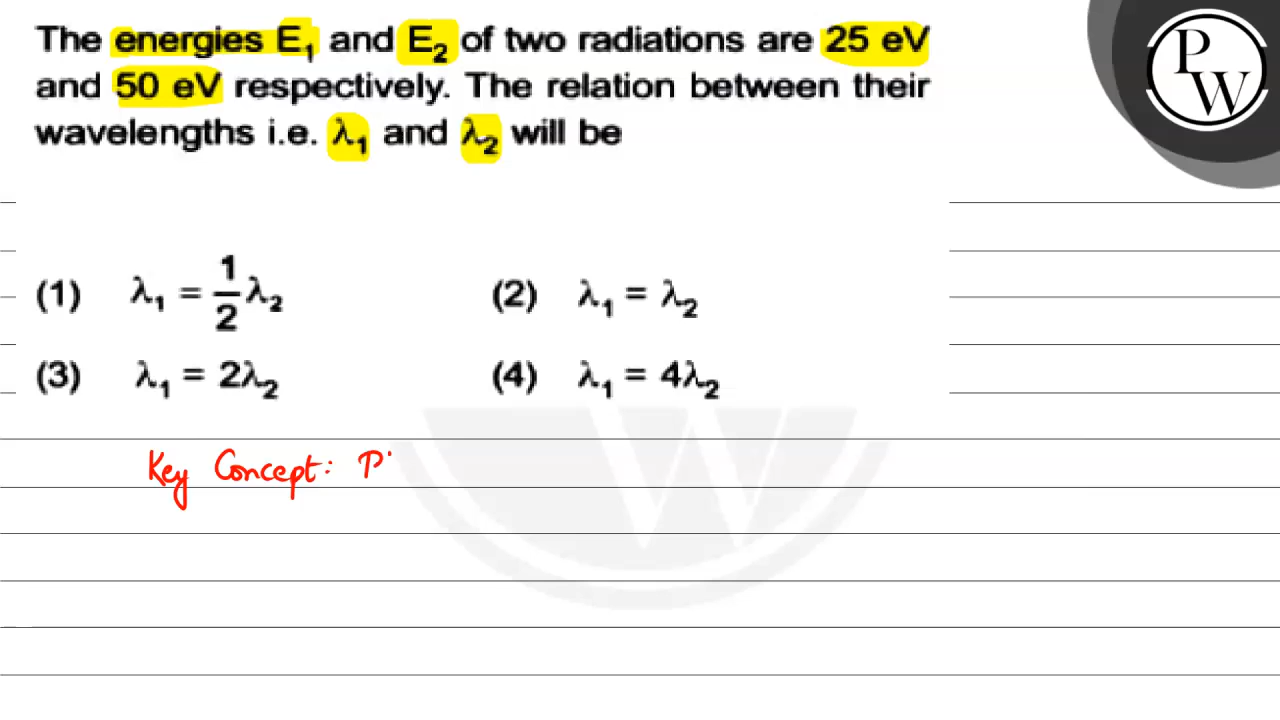 The energies E₁ and E₂ of two radiations are 25 eV
and 50 eV respectively. The relation between their
wavelengths i.e. λ₁ and λ₂ will be
(1) λ₁ = 1/2 λ₂ (2) λ₁ = λ₂
(3) λ₁ = 2λ₂ (4) λ₁ = 4λ₂
Key Concept:
P
W